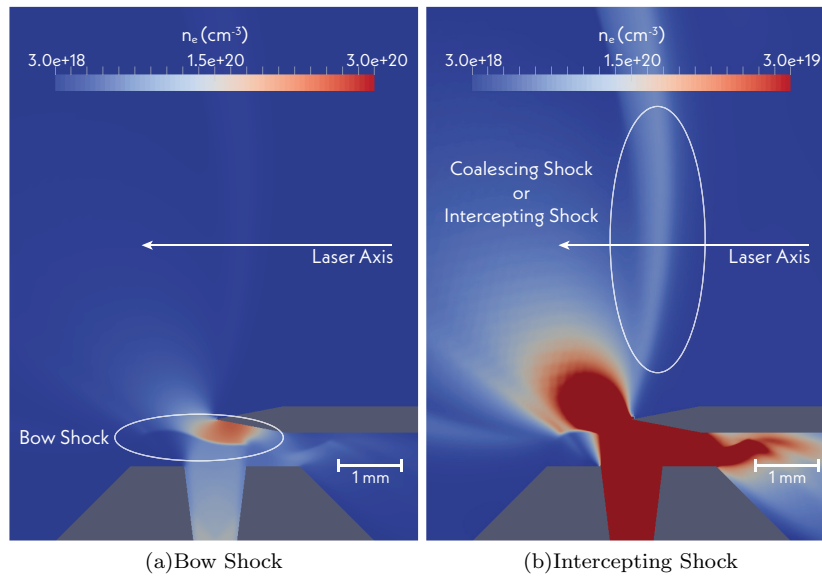 nₑ (cm⁻³)
3.0e+18 1.5e+20 3.0e+20
Laser Axis
Bow Shock
1 mm
(a)Bow Shock
nₑ (cm⁻³)
3.0e+18 1.5e+20 3.0e+19
Coalescing Shock
or
Intercepting Shock
Laser Axis
1 mm
(b)Intercepting Shock